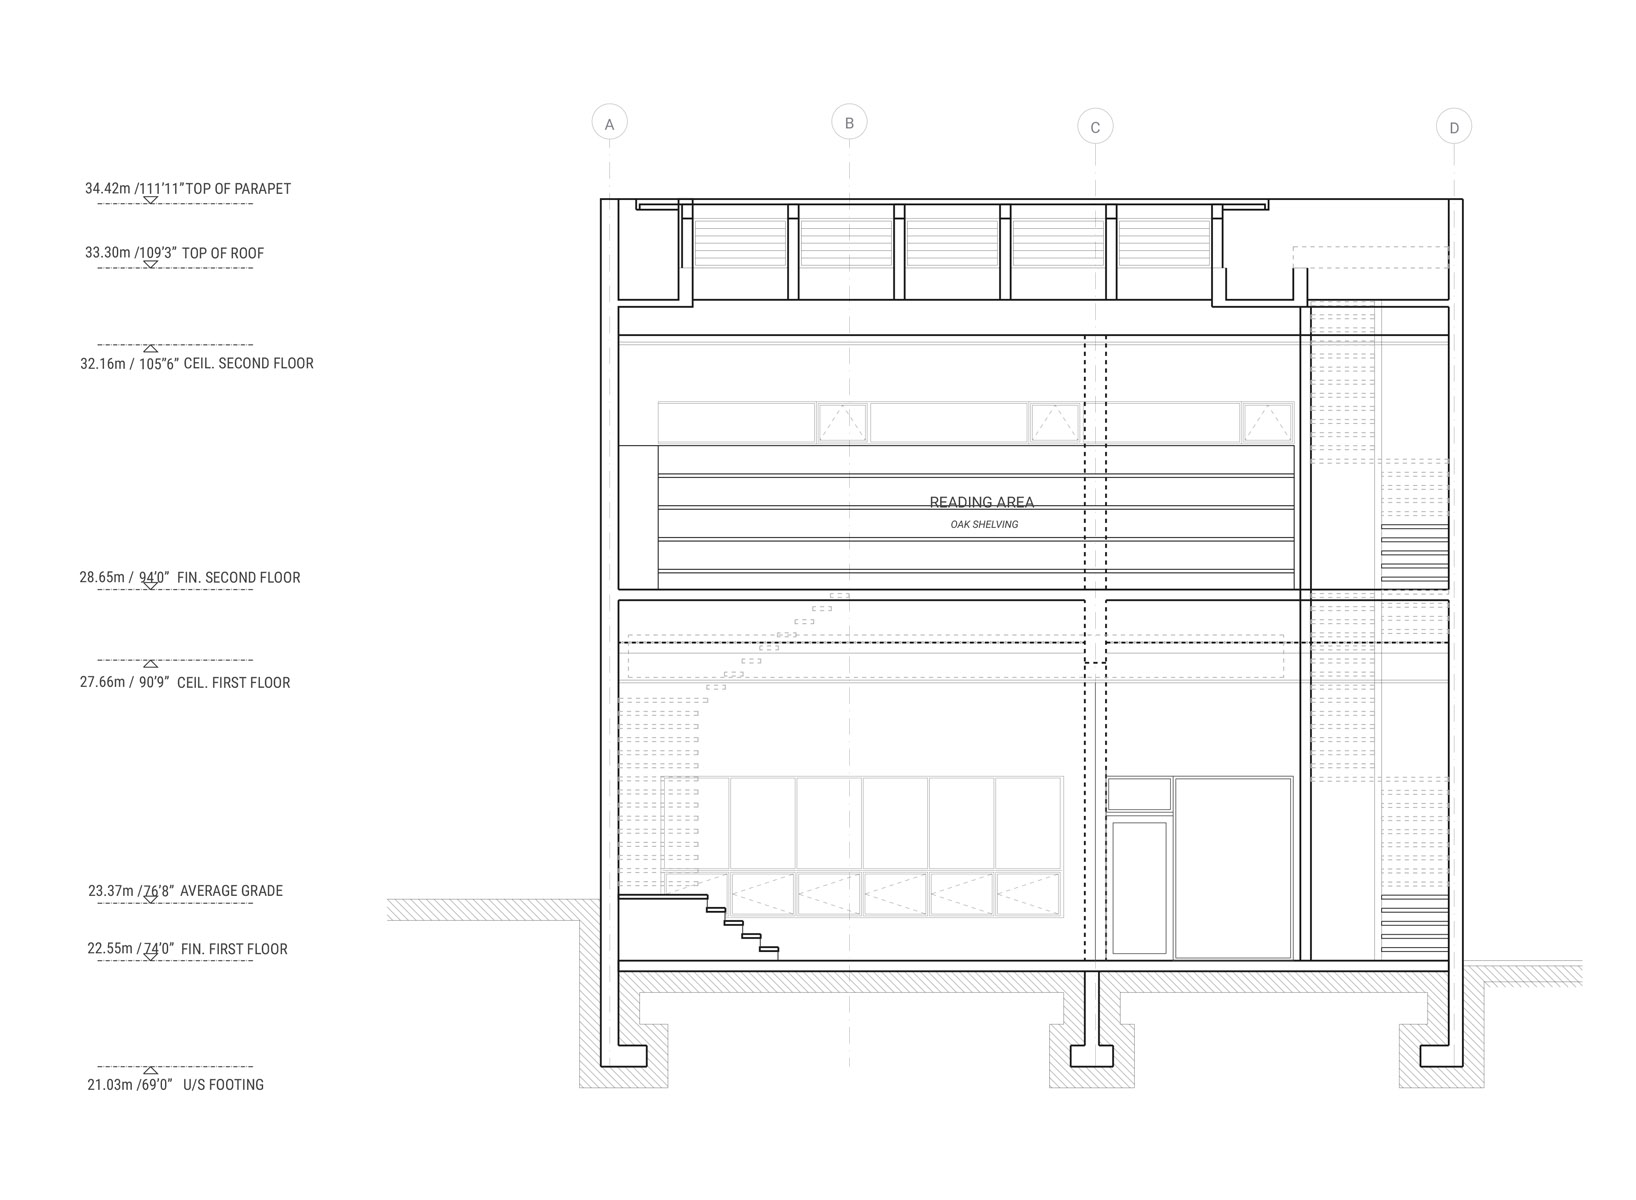 A
B
C
D
34.42m /111'11"TOP OF PARAPET
33.30m /109'3" TOP OF ROOF
32.16m / 105"6" CEIL. SECOND FLOOR
READING AREA
OAK SHELVING
28.65m / 94'0" FIN. SECOND FLOOR
27.66m / 90'9" CEIL. FIRST FLOOR
23.37m /76'8" AVERAGE GRADE
22.55m /74'0" FIN. FIRST FLOOR
21.03m /69'0" U/S FOOTING